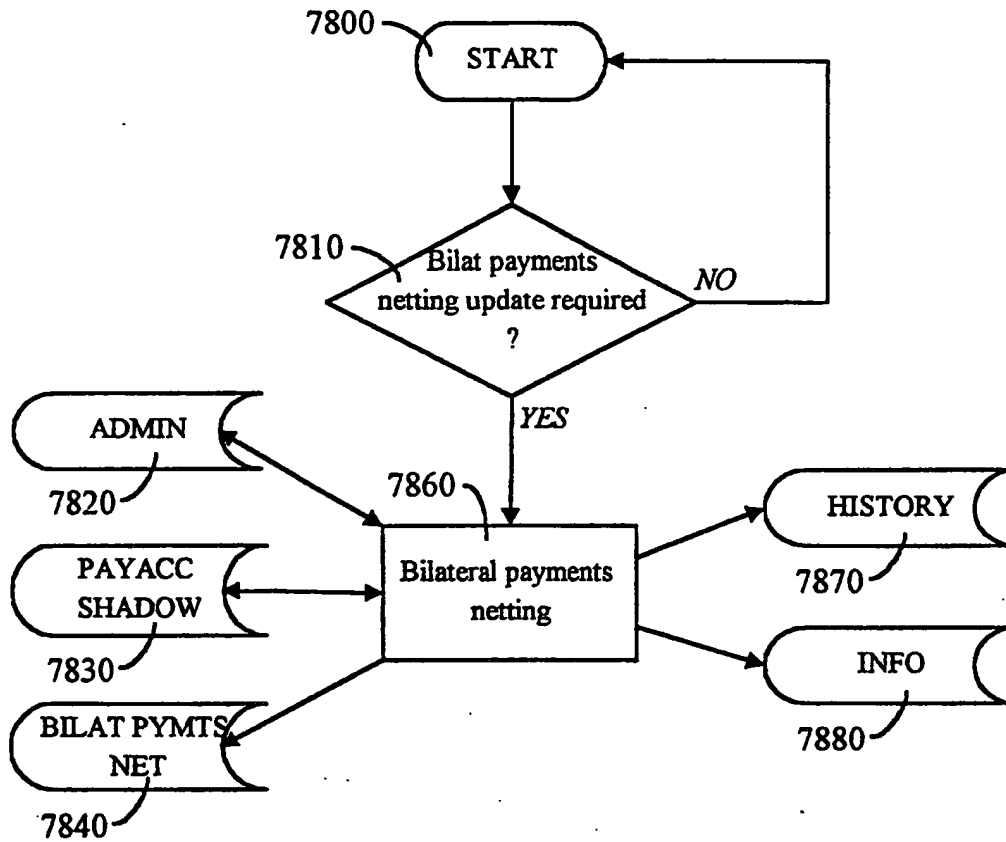 7800
START
7810
Bilat payments
netting update required
?
NO
YES
ADMIN
7820
7860
HISTORY
7870
PAYACC
SHADOW
7830
Bilateral payments
netting
INFO
7880
BILAT PYMTS
NET
7840